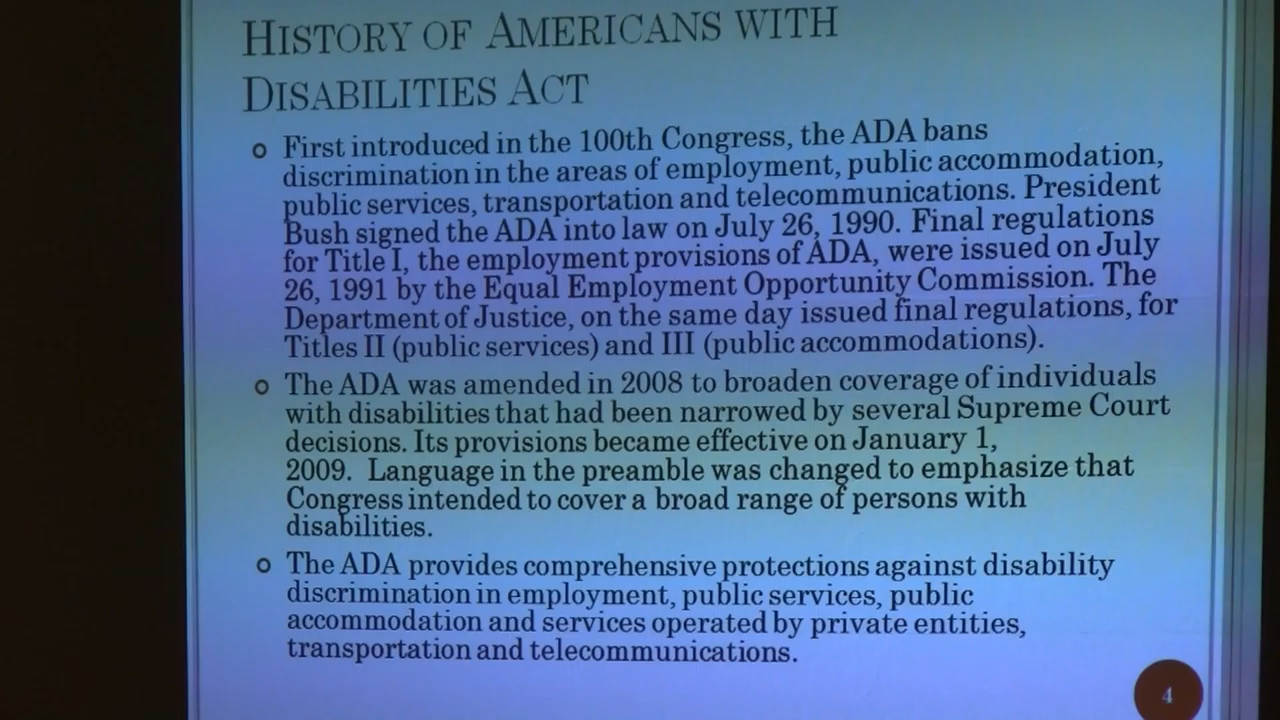 HISTORY OF AMERICANS WITH
DISABILITIES ACT
First introduced in the 100th Congress, the ADA bans
discrimination in the areas of employment, public accommodation,
public services, transportation and telecommunications. President
Bush signed the ADA into law on July 26, 1990. Final regulations
for Title I, the employment provisions of ADA, were issued on July
26, 1991 by the Equal Employment Opportunity Commission. The
Department of Justice, on the same day issued final regulations, for
Titles II (public services) and III (public accommodations).
The ADA was amended in 2008 to broaden coverage of individuals
with disabilities that had been narrowed by several Supreme Court
decisions. Its provisions became effective on January 1,
2009. Language in the preamble was changed to emphasize that
Congress intended to cover a broad range of persons with
disabilities.
The ADA provides comprehensive protections against disability
discrimination in employment, public services, public
accommodation and services operated by private entities,
transportation and telecommunications.
4